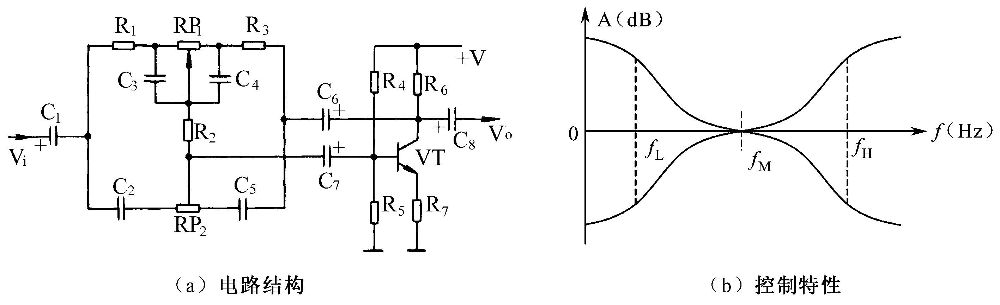 R1 RP1 R3
C3 C4
R4 R6 +V
C1 + Vi
R2
C6 +
+ C8 Vo
C7 +
VT
C2 C5
RP2
R5 R7
(a) 电路结构
A(dB)
0
f(Hz)
fL fM fH
(b) 控制特性